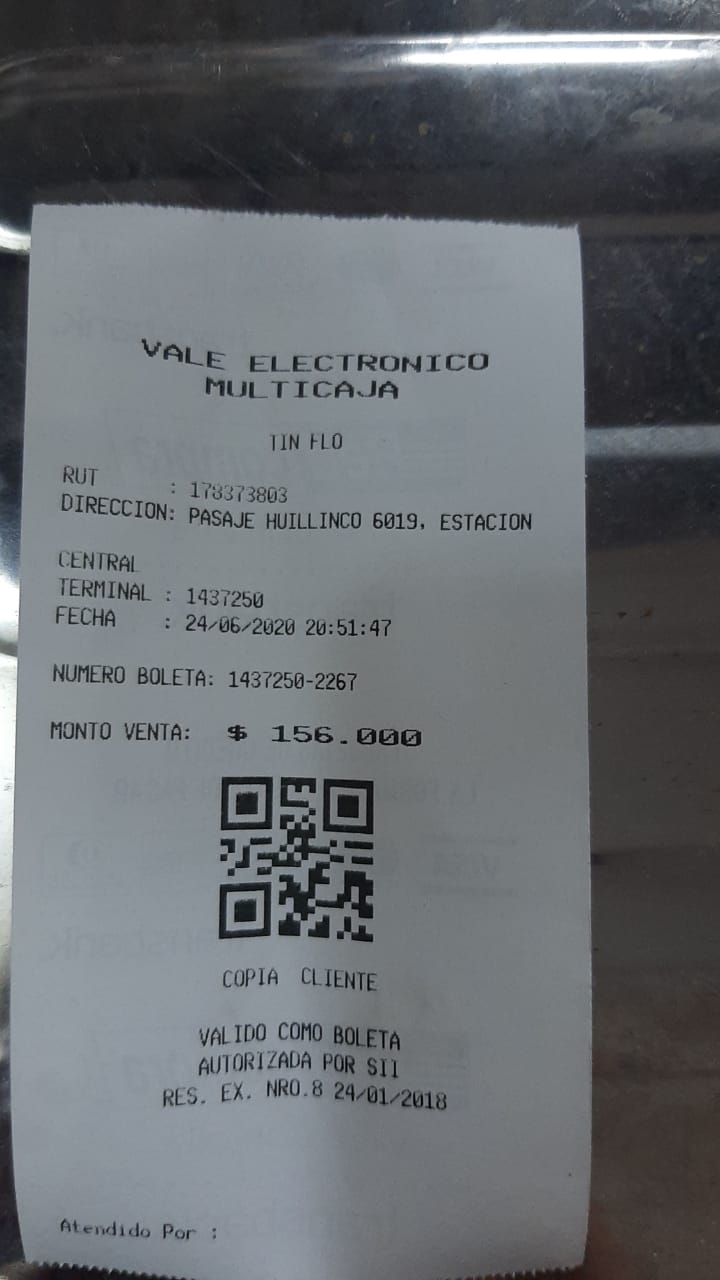 VALE ELECTRONICO
MULTICAJA
TIN FLO
RUT : 178373803
DIRECCION: PASAJE HUILLINCO 6019, ESTACION
CENTRAL
TERMINAL : 1437250
FECHA : 24/06/2020 20:51:47
NUMERO BOLETA: 1437250-2267
MONTO VENTA: $ 156.000
COPIA CLIENTE
VALIDO COMO BOLETA
AUTORIZADA POR SII
RES. EX. NRO.8 24/01/2018
Atendido Por :